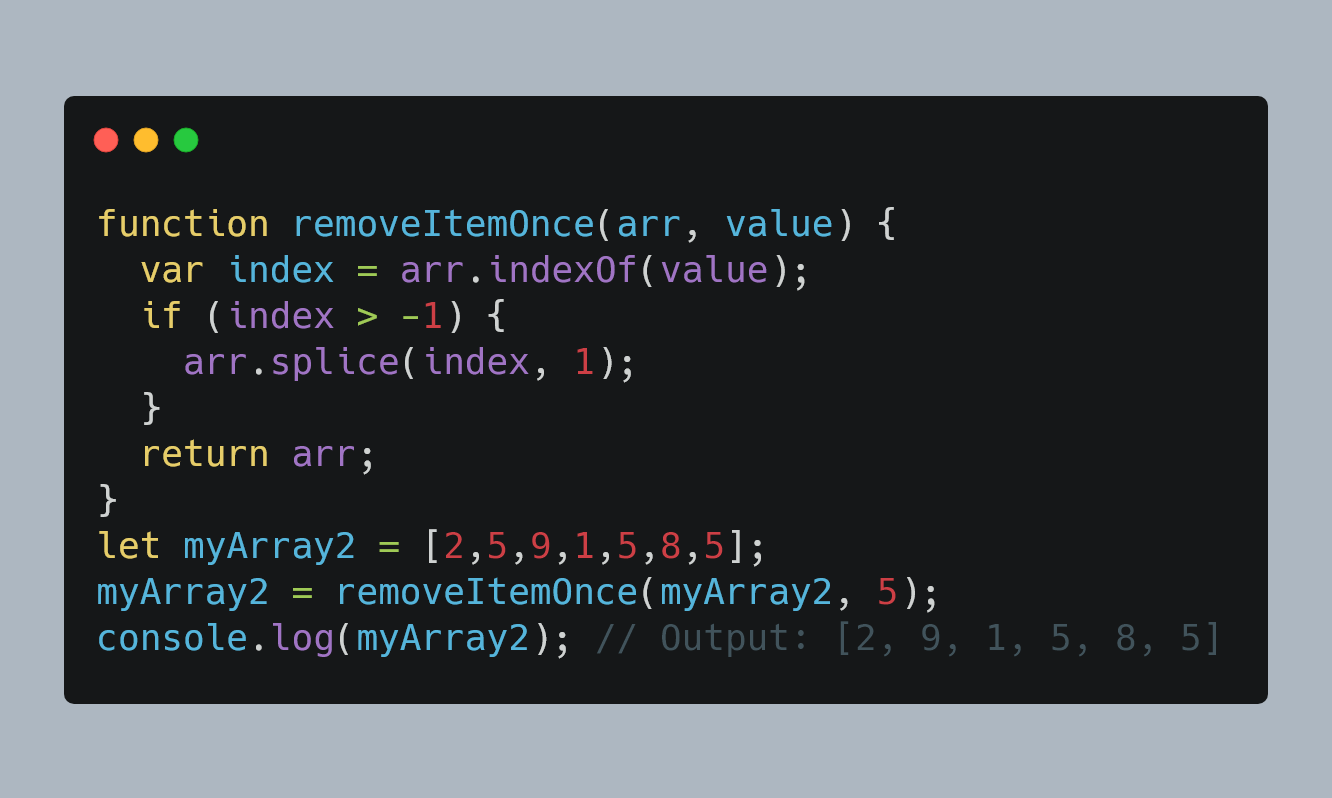 function removeItemOnce(arr, value) {
  var index = arr.indexOf(value);
  if (index > -1) {
    arr.splice(index, 1);
  }
  return arr;
}
let myArray2 = [2,5,9,1,5,8,5];
myArray2 = removeItemOnce(myArray2, 5);
console.log(myArray2); // Output: [2, 9, 1, 5, 8, 5]